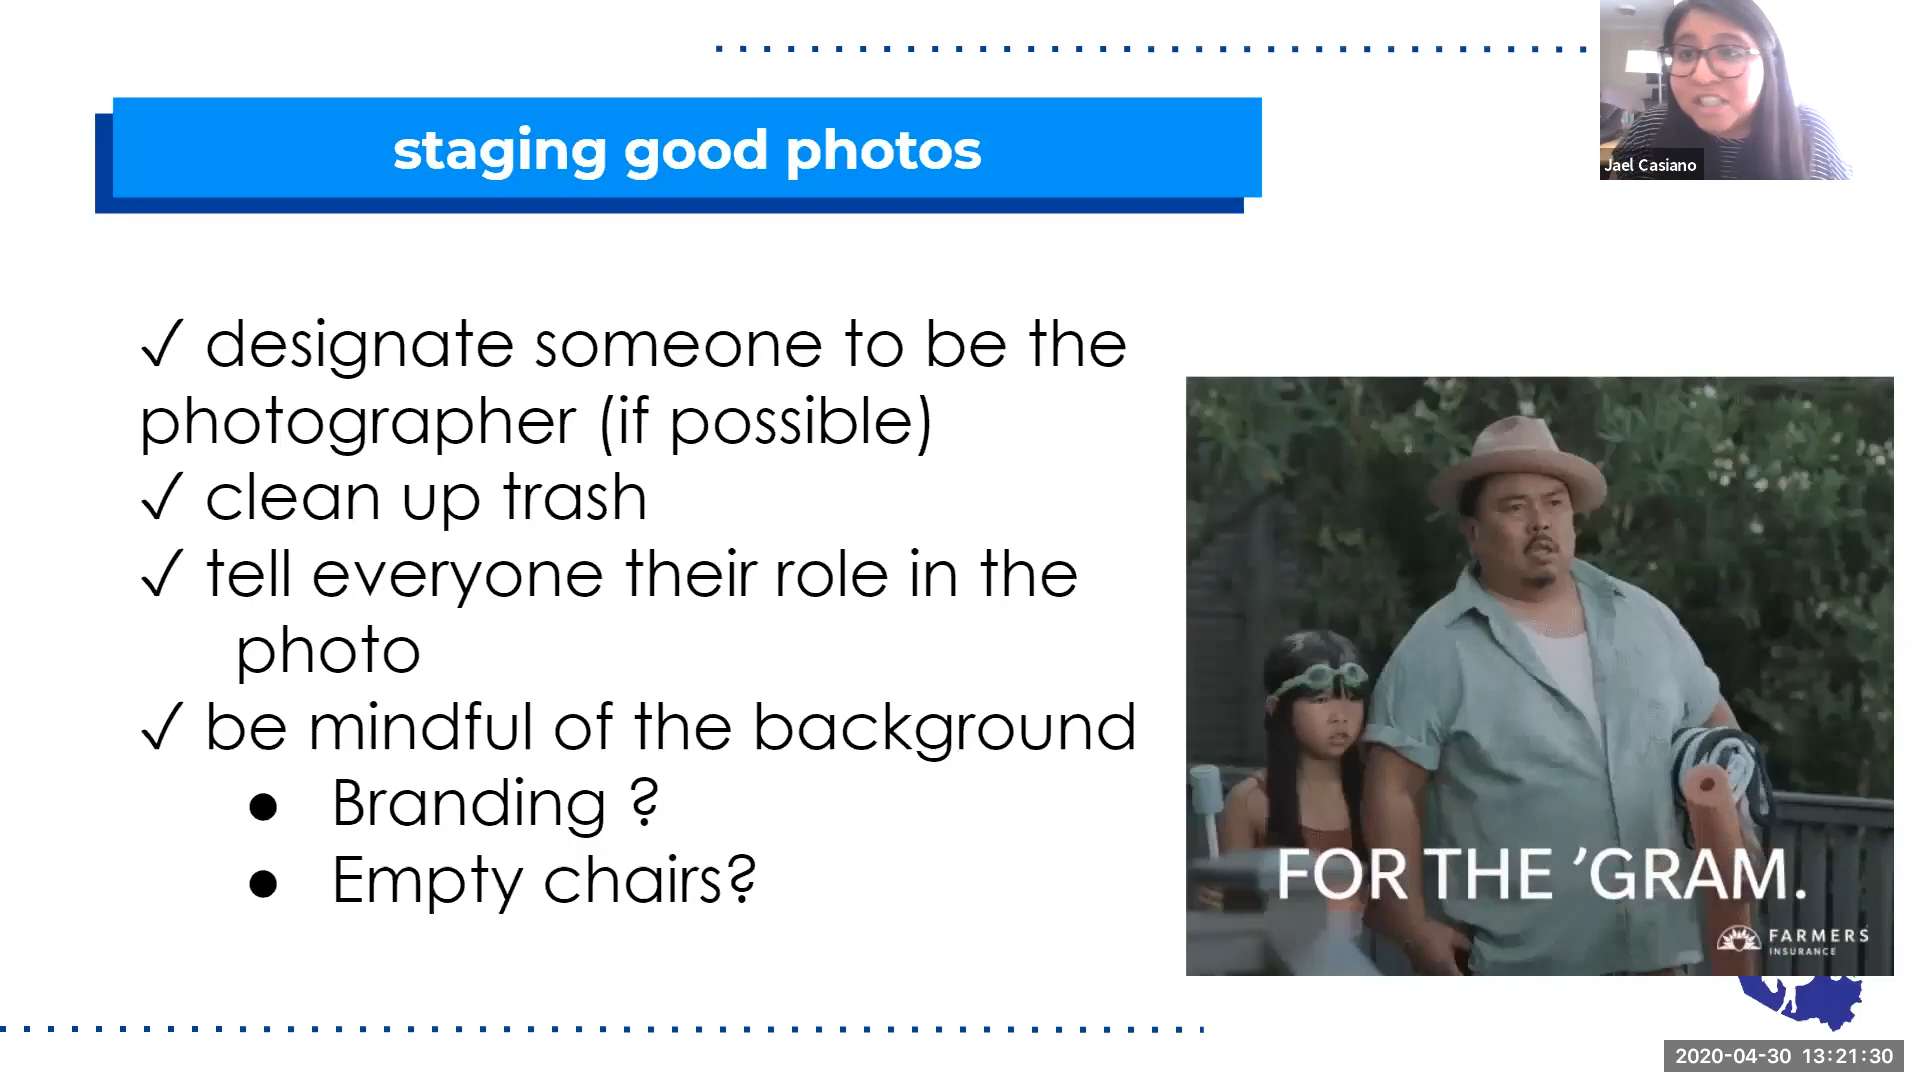 staging good photos
Jael Casiano
✓ designate someone to be the
photographer (if possible)
✓ clean up trash
✓ tell everyone their role in the
photo
✓ be mindful of the background
● Branding ?
● Empty chairs?
FOR THE ’GRAM.
FARMERS
INSURANCE
2020-04-30 13:21:30